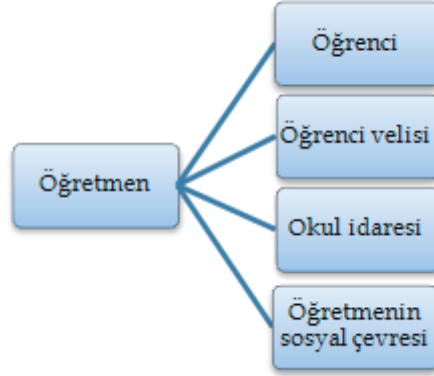 Öğrenci
Öğrenci velisi
Öğretmen
Okul idaresi
Öğretmenin
sosyal çevresi